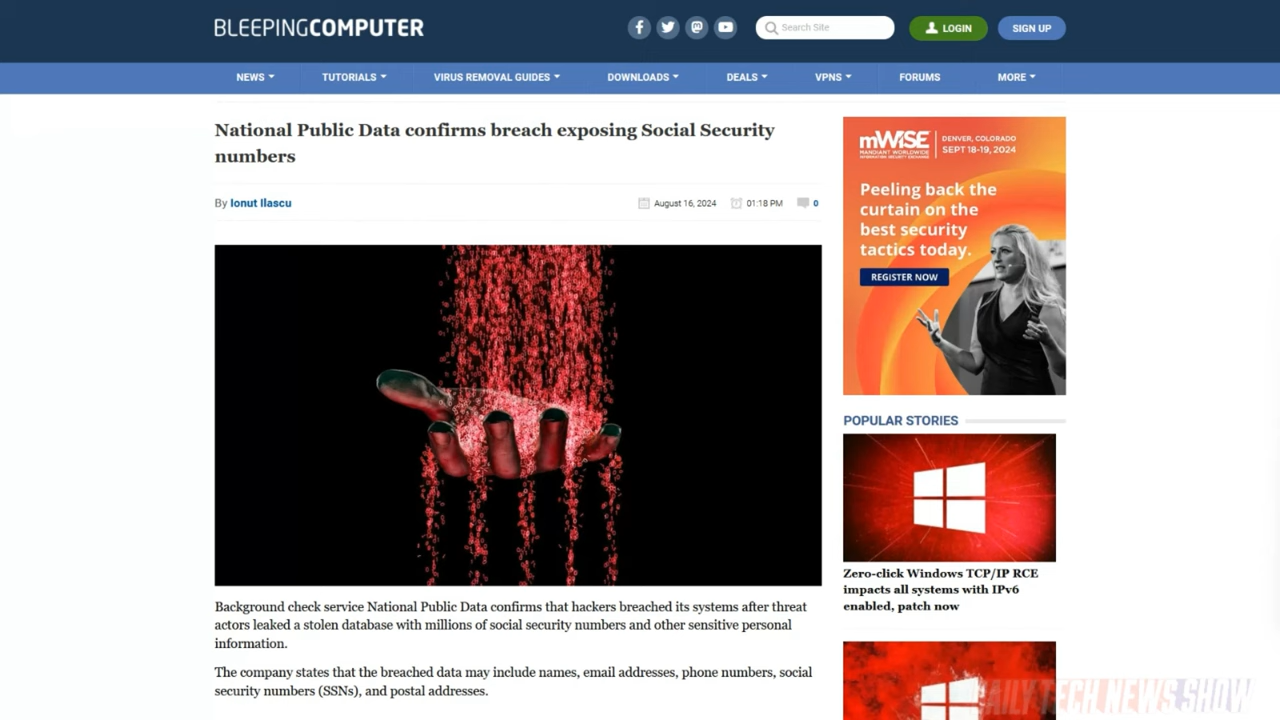 BLEEPINGCOMPUTER
Search Site
LOGIN
SIGN UP
NEWS
TUTORIALS
VIRUS REMOVAL GUIDES
DOWNLOADS
DEALS
VPNS
FORUMS
MORE
National Public Data confirms breach exposing Social Security
numbers
By Ionut Ilascu
August 16, 2024
01:18 PM
0
Background check service National Public Data confirms that hackers breached its systems after threat
actors leaked a stolen database with millions of social security numbers and other sensitive personal
information.
The company states that the breached data may include names, email addresses, phone numbers, social
security numbers (SSNs), and postal addresses.
mWISE
MANDIANT WORLDWIDE
INFORMATION SECURITY EXCHANGE
DENVER, COLORADO
SEPT 18-19, 2024
Peeling back the
curtain on the
best security
tactics today.
REGISTER NOW
POPULAR STORIES
Zero-click Windows TCP/IP RCE
impacts all systems with IPv6
enabled, patch now
DAILY TECH NEWS SHOW